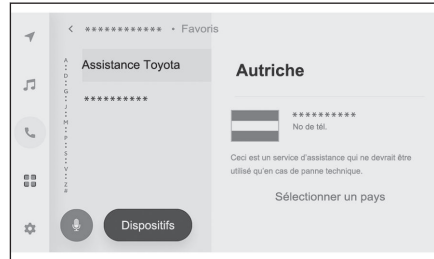 < ************ • Favoris
A
D
G
J
M
P
S
V
Z
#
Assistance Toyota
**********
Dispositifs
Autriche
**********
No de tél.
Ceci est un service d'assistance qui ne devrait être
utilisé qu'en cas de panne technique.
Sélectionner un pays